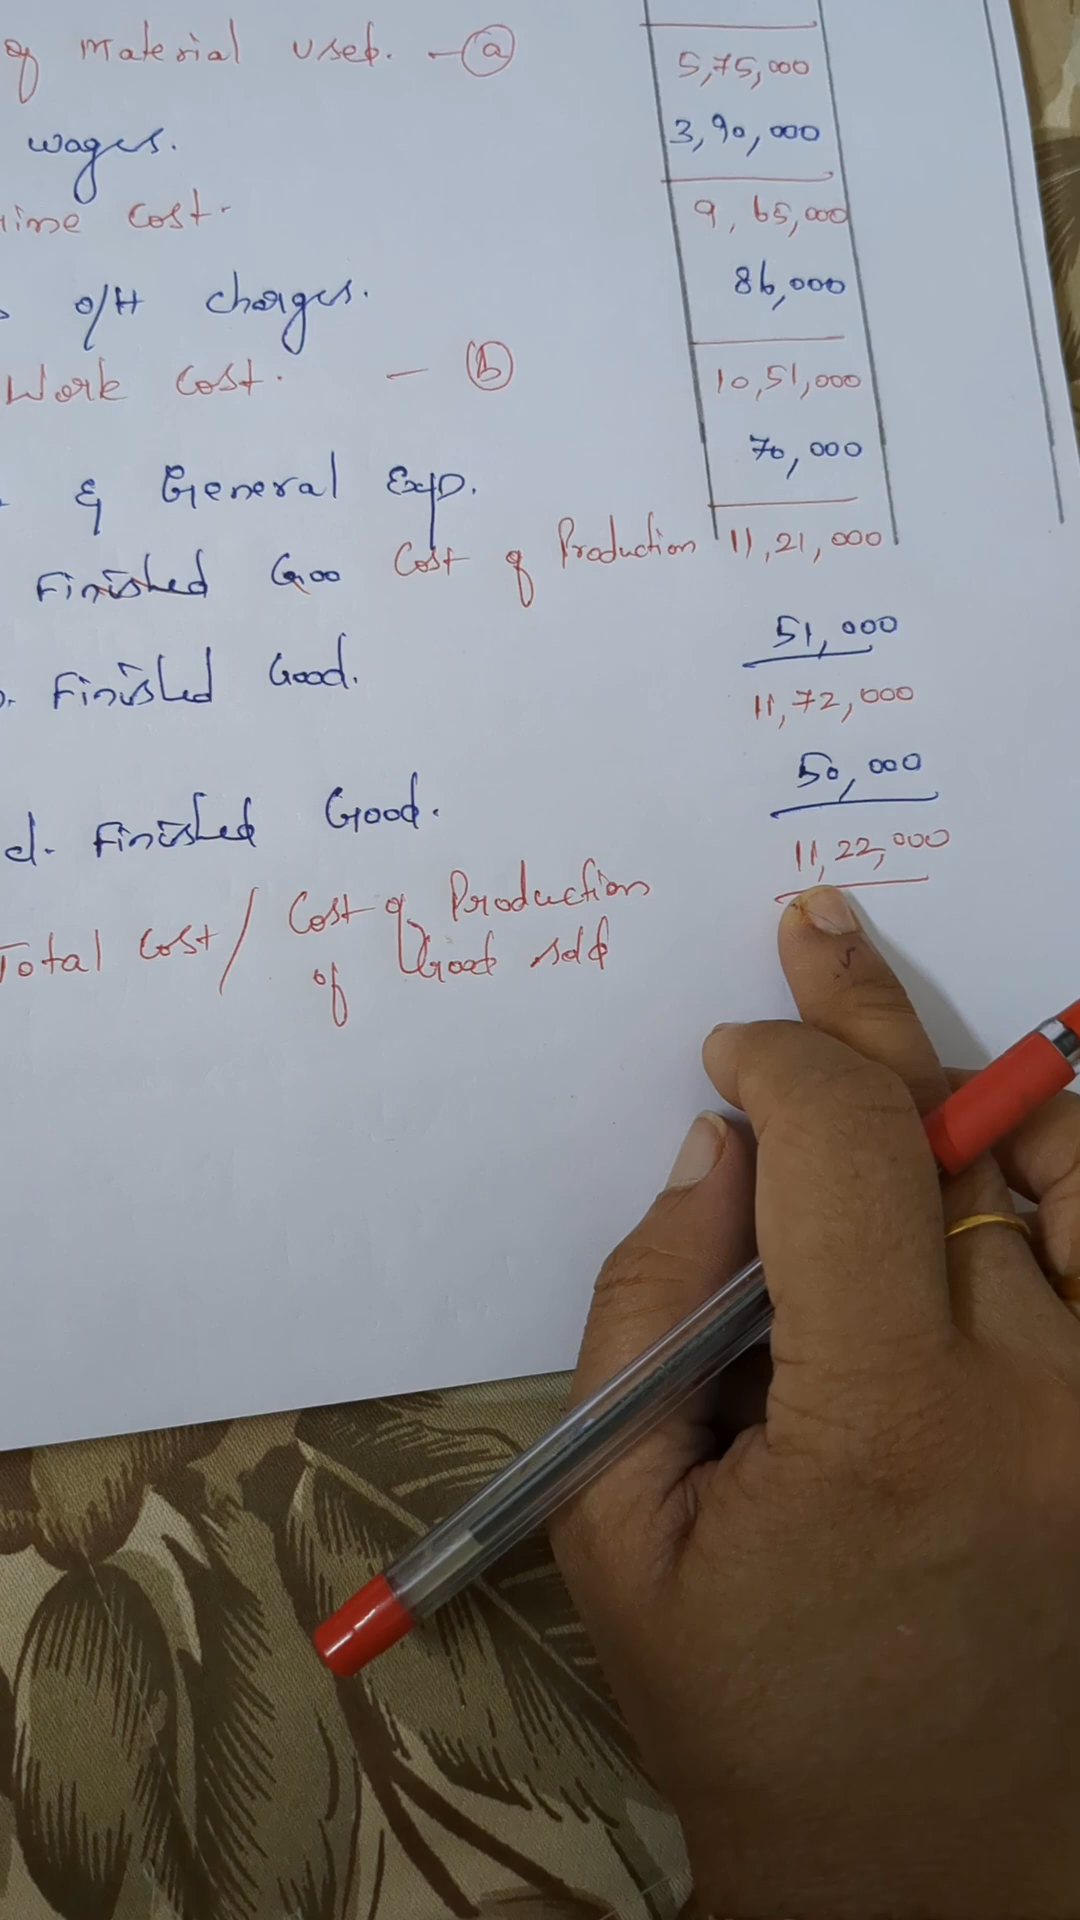 of material used. - (a) 5,75,000
wages. 3,90,000
rime Cost. 9,65,000
O/H charges. 86,000
Work Cost. - (b) 10,51,000
& General Exp. 70,000
Finished Goo Cost of Production 11,21,000
51,000
Finished Good.
11,72,000
50,000
d. Finished Good.
11,22,000
Total Cost / Cost of Production
of Good sold